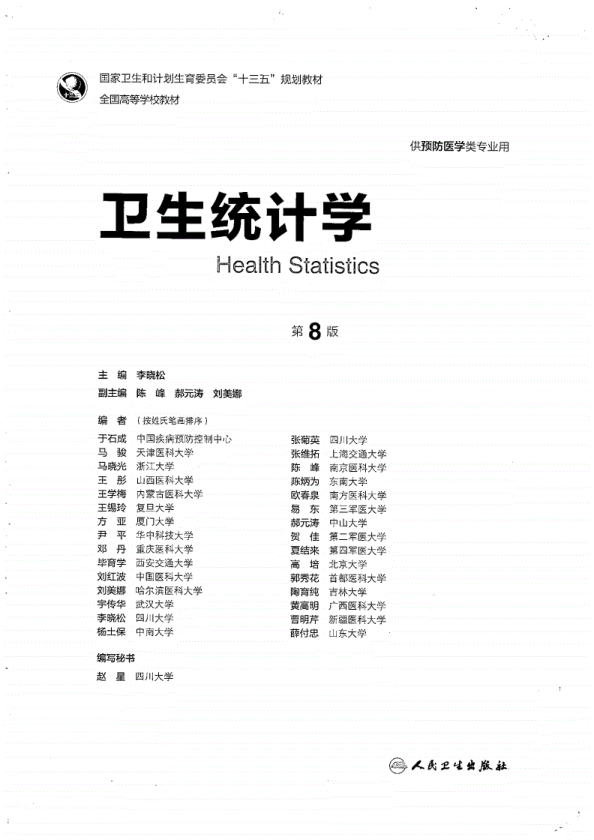 国家卫生和计划生育委员会“十三五”规划教材
全国高等学校教材
供预防医学类专业用
卫生统计学
Health Statistics
第8版
主 编 李晓松
副主编 陈 峰 郝元涛 刘美娜
编 者 (按姓氏笔画排序)
于石成 中国疾病预防控制中心
马 骏 天津医科大学
马晓光 浙江大学
王 彤 山西医科大学
王学梅 内蒙古医科大学
王锡玲 复旦大学
方 亚 厦门大学
尹 平 华中科技大学
邓 丹 重庆医科大学
毕育学 西安交通大学
刘红波 中国医科大学
刘美娜 哈尔滨医科大学
宇传华 武汉大学
李晓松 四川大学
杨土保 中南大学
张菊英 四川大学
张维拓 上海交通大学
陈 峰 南京医科大学
陈炳为 东南大学
欧春泉 南方医科大学
易 东 第三军医大学
郝元涛 中山大学
贺 佳 第二军医大学
夏结来 第四军医大学
高 培 北京大学
郭秀花 首都医科大学
陶育纯 吉林大学
黄高明 广西医科大学
曹明芹 新疆医科大学
薛付忠 山东大学
编写秘书
赵 星 四川大学
人民卫生出版社